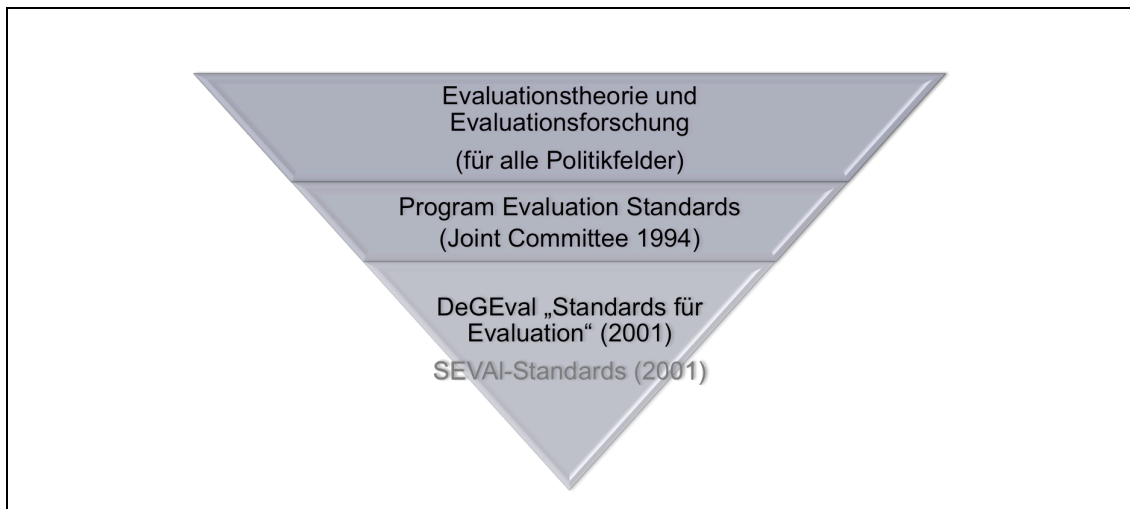 Evaluationstheorie und
Evaluationsforschung
(für alle Politikfelder)
Program Evaluation Standards
(Joint Committee 1994)
DeGEval „Standards für
Evaluation“ (2001)
SEVAl-Standards (2001)